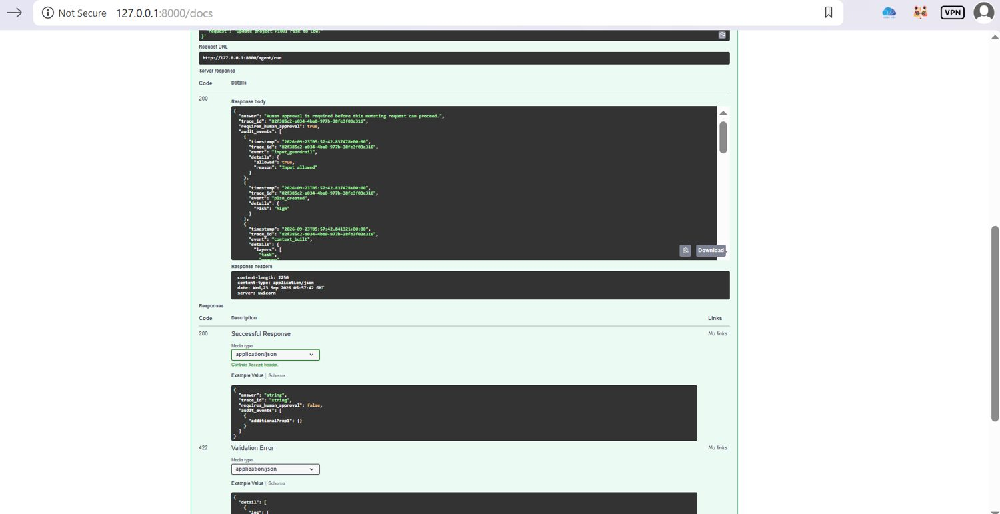 Not Secure 127.0.0.1:8000/docs
VPN
"request": "Update project P1001 risk to Low."
}'
Request URL
http://127.0.0.1:8000/agent/run
Server response
Code Details
200
Response body
{
"answer": "Human approval is required before this mutating request can proceed.",
"trace_id": "82f385c2-a034-4ba0-977b-38fe3f03e316",
"requires_human_approval": true,
"audit_events": [
{
"timestamp": "2026-09-23T05:57:42.837478+00:00",
"trace_id": "82f385c2-a034-4ba0-977b-38fe3f03e316",
"event": "input_guardrail",
"details": {
"allowed": true,
"reason": "Input allowed"
}
},
{
"timestamp": "2026-09-23T05:57:42.837478+00:00",
"trace_id": "82f385c2-a034-4ba0-977b-38fe3f03e316",
"event": "plan_created",
"details": {
"risk": "high"
}
},
{
"timestamp": "2026-09-23T05:57:42.841321+00:00",
"trace_id": "82f385c2-a034-4ba0-977b-38fe3f03e316",
"event": "context_built",
"details": {
"layers": [
"task",
Download
Response headers
content-length: 2250
content-type: application/json
date: Wed,23 Sep 2026 05:57:42 GMT
server: uvicorn
Responses
Code Description Links
200 Successful Response No links
Media type
application/json
Controls Accept header.
Example Value | Schema
{
"answer": "string",
"trace_id": "string",
"requires_human_approval": false,
"audit_events": [
{
"additionalProp1": {}
}
]
}
422 Validation Error No links
Media type
application/json
Example Value | Schema
{
"detail": [
{
"loc": [